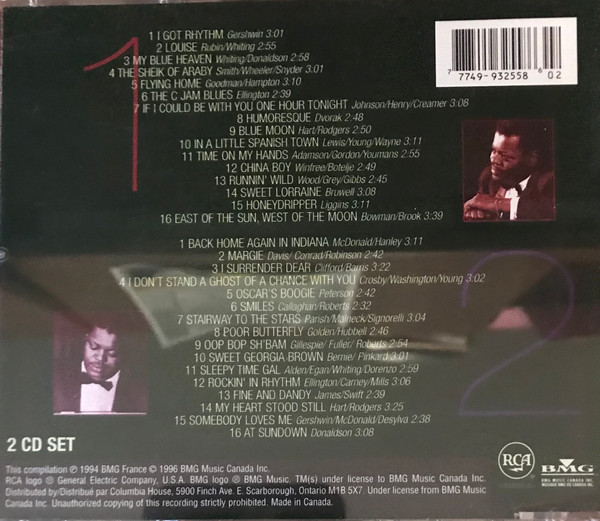 1 I GOT RHYTHM Gershwin 3:01
2 LOUISE Rubin/Whiting 2:55
3 MY BLUE HEAVEN Whiting/Donaldson 2:58
4 THE SHEIK OF ARABY Smith/Wheeler/Snyder 3:01
5 FLYING HOME Goodman/Hampton 3:10
6 THE C JAM BLUES Ellington 2:39
7 IF I COULD BE WITH YOU ONE HOUR TONIGHT Johnson/Henry/Creamer 3:08
8 HUMORESQUE Dvorak 2:48
9 BLUE MOON Hart/Rodgers 2:50
10 IN A LITTLE SPANISH TOWN Lewis/Young/Wayne 3:11
11 TIME ON MY HANDS Adamson/Gordon/Youmans 2:55
12 CHINA BOY Winfree/Botelje 2:49
13 RUNNIN' WILD Wood/Grey/Gibbs 2:45
14 SWEET LORRAINE Bruwell 3:08
15 HONEYDRIPPER Liggins 3:11
16 EAST OF THE SUN, WEST OF THE MOON Bowman/Brook 3:39
1
7 7749-93255-8 6 02
1 BACK HOME AGAIN IN INDIANA McDonald/Hanley 3:11
2 MARGIE Davis/ Conrad/Robinson 2:42
3 I SURRENDER DEAR Clifford/Barris 3:22
4 I DON'T STAND A GHOST OF A CHANCE WITH YOU Crosby/Washington/Young 3:02
5 OSCAR'S BOOGIE Peterson 2:42
6 SMILES Callaghan/Roberts 2:32
7 STAIRWAY TO THE STARS Parish/Malneck/Signorelli 3:04
8 POOR BUTTERFLY Golden/Hubbell 2:46
9 OOP BOP SH'BAM Gillespie/ Fuller/ Roberts 2:54
10 SWEET GEORGIA BROWN Bernie/ Pinkard 3:01
11 SLEEPY TIME GAL Alden/Egan/Whiting/Dorenzo 2:59
12 ROCKIN' IN RHYTHM Ellington/Carney/Mills 3:06
13 FINE AND DANDY James/Swift 2:39
14 MY HEART STOOD STILL Hart/Rodgers 3:25
15 SOMEBODY LOVES ME Gershwin/McDonald/Desylva 2:38
16 AT SUNDOWN Donaldson 3:08
2
2 CD SET
This compilation ℗ 1994 BMG France © 1996 BMG Music Canada Inc.
RCA logo ® General Electric Company, U.S.A. BMG logo ® BMG Music. TM(s) under license to BMG Music Canada Inc.
Distributed by/Distribué par Columbia House, 5900 Finch Ave. E. Scarborough, Ontario M1B 5X7. Under license from BMG Music
Canada Inc. Unauthorized copying of this recording strictly prohibited. Made in Canada.
RCA
BMG
BMG MUSIC CANADA INC.
MUSIQUE BMG DU CANADA INC.